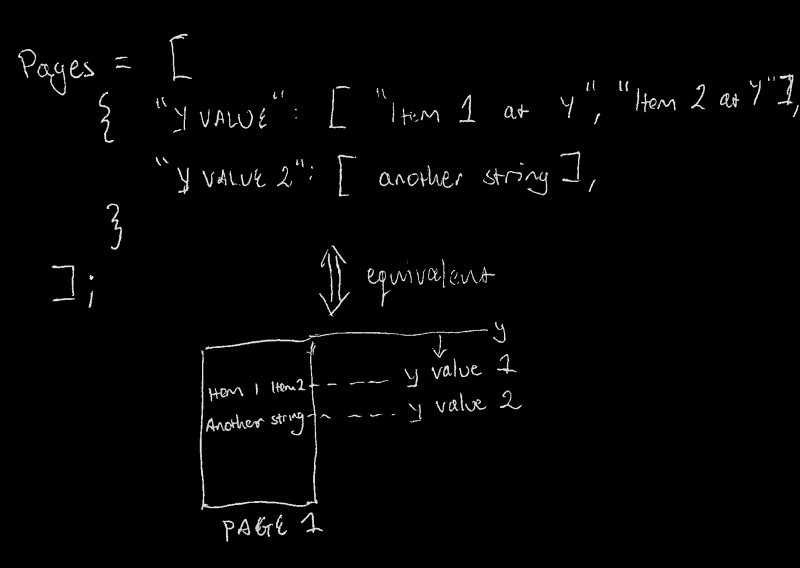 Pages = [
{ "Y VALUE": [ "Item 1 at Y", "Item 2 at Y"],
"Y VALUE 2": [ another string ],
}
];
equivalent
y
Item 1 Item2 - - - - y value 1
Another string - - - - y value 2
PAGE 1